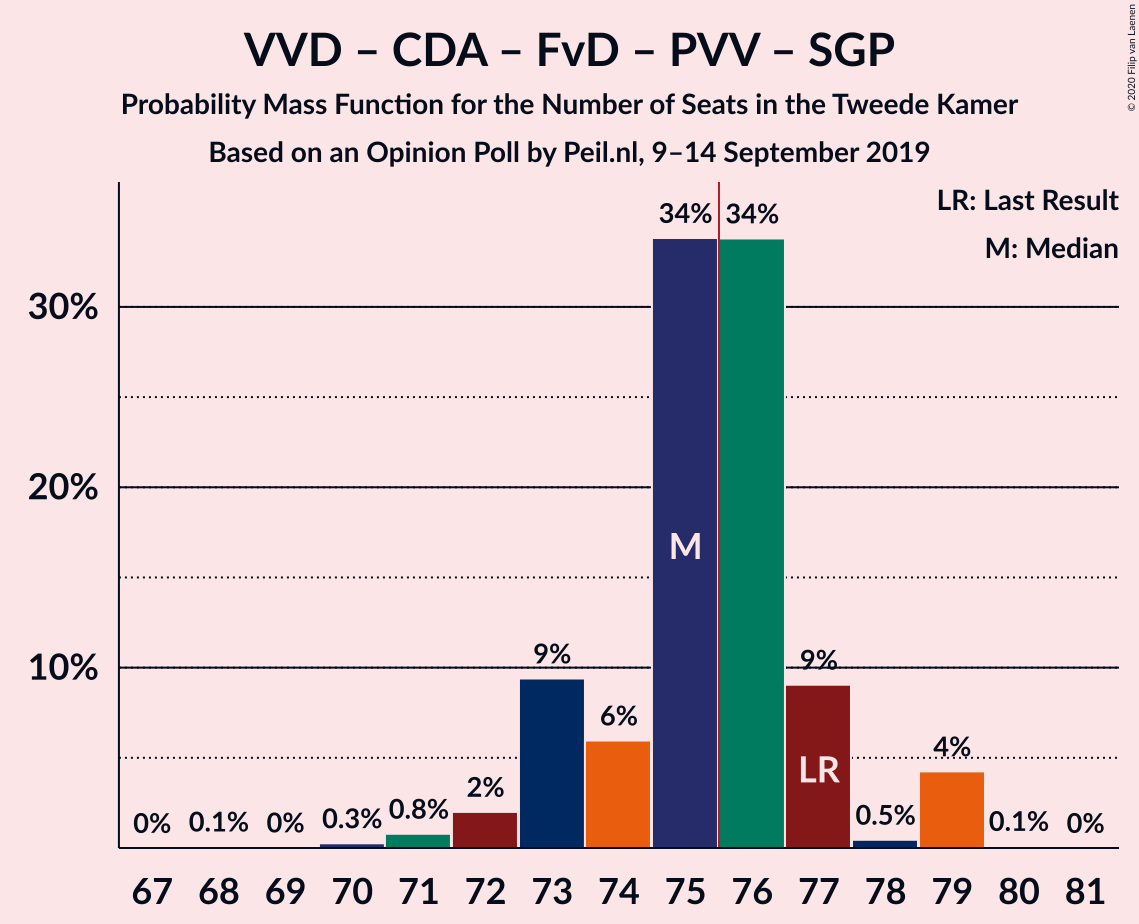 VVD – CDA – FvD – PVV – SGP
Probability Mass Function for the Number of Seats in the Tweede Kamer
Based on an Opinion Poll by Peil.nl, 9–14 September 2019
© 2020 Filip van Laenen
LR: Last Result
M: Median
30%
20%
10%
0% 0.1% 0% 0.3% 0.8% 2% 9% 6% 34% 34% 9% 0.5% 4% 0.1% 0%
M
LR
67 68 69 70 71 72 73 74 75 76 77 78 79 80 81